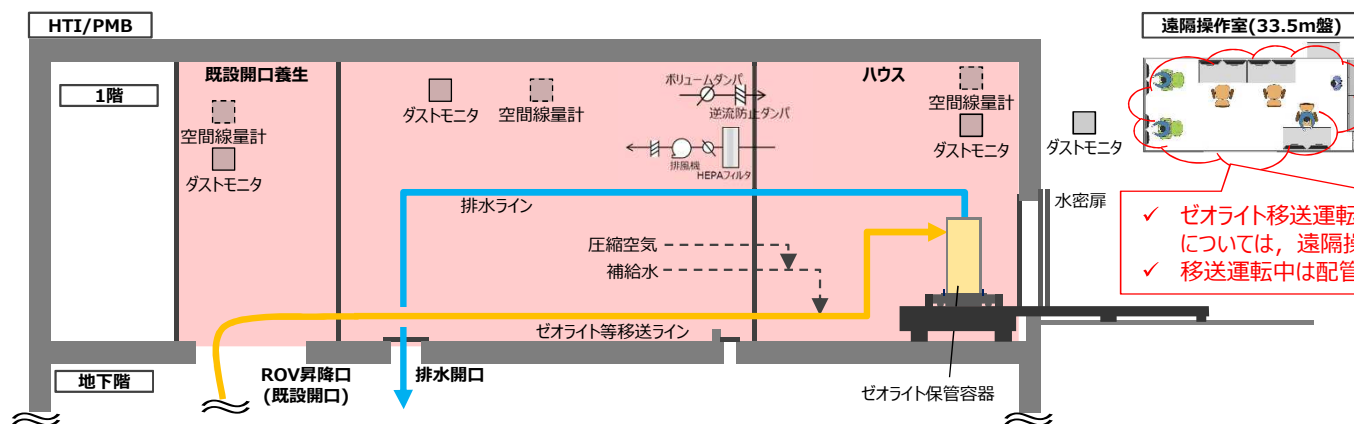 HTI/PMB
遠隔操作室(33.5m盤)
既設開口養生
ハウス
1階
ボリュームダンパ
逆流防止ダンパ
ダストモニタ
空間線量計
空間線量計
空間線量計
ダストモニタ
ダストモニタ
ダストモニタ
排風機
HEPAフィルタ
排水ライン
水密扉
圧縮空気
補給水
✓ ゼオライト移送運転
については，遠隔操
✓ 移送運転中は配管
ゼオライト等移送ライン
地下階
ROV昇降口
(既設開口)
排水開口
ゼオライト保管容器